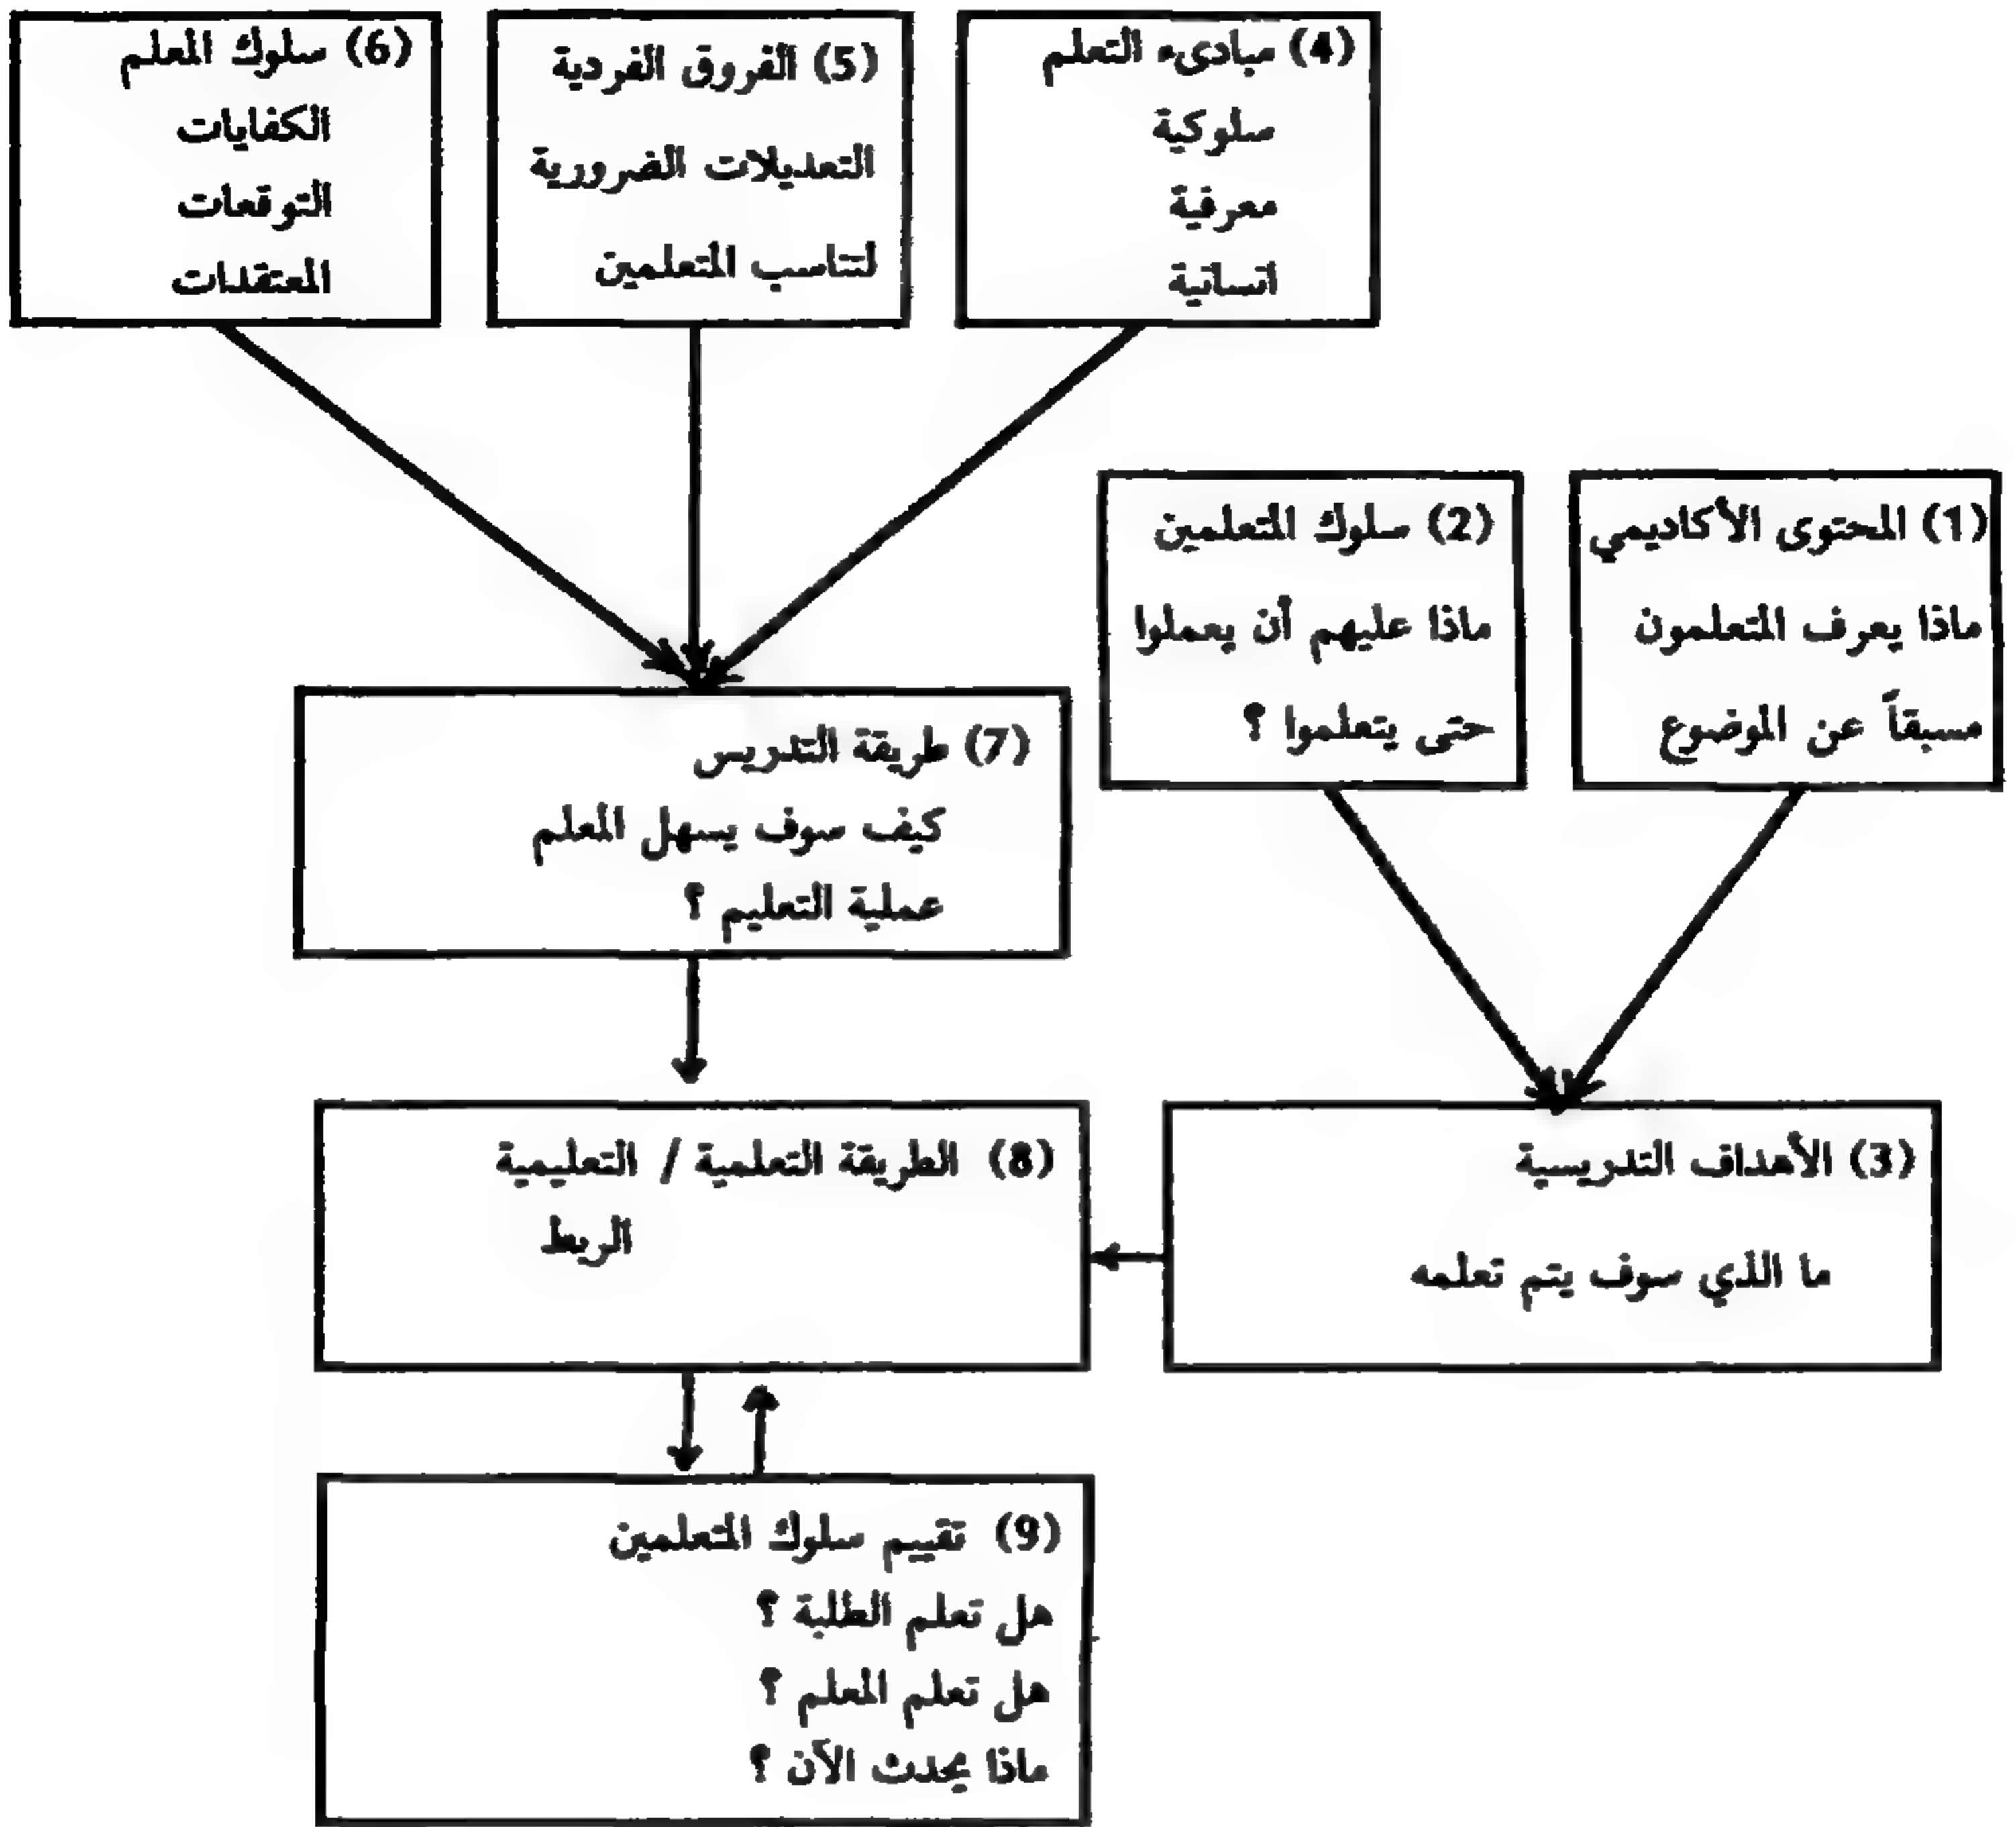 (4) مبادىء التعلم
سلوكية
معرفية
انسانية
(5) الفروق الفردية
التعديلات الضرورية
لتناسب المتعلمين
(6) سلوك المعلم
الكفايات
التوقعات
المعتقدات
(1) المحتوى الأكاديمي
ماذا يعرف المتعلمون
مسبقاً عن الموضوع
(2) سلوك المتعلمين
ماذا عليهم أن يعملوا
حتى يتعلموا ؟
(7) طريقة التدريس
كيف سوف يسهل المعلم
عملية التعليم ؟
(3) الأهداف التدريسية
ما الذي سوف يتم تعلمه
(8) الطريقة التعلمية / التعليمية
الربط
(9) تقييم سلوك المتعلمين
هل تعلم الطلبة ؟
هل تعلم المعلم ؟
ماذا يحدث الآن ؟